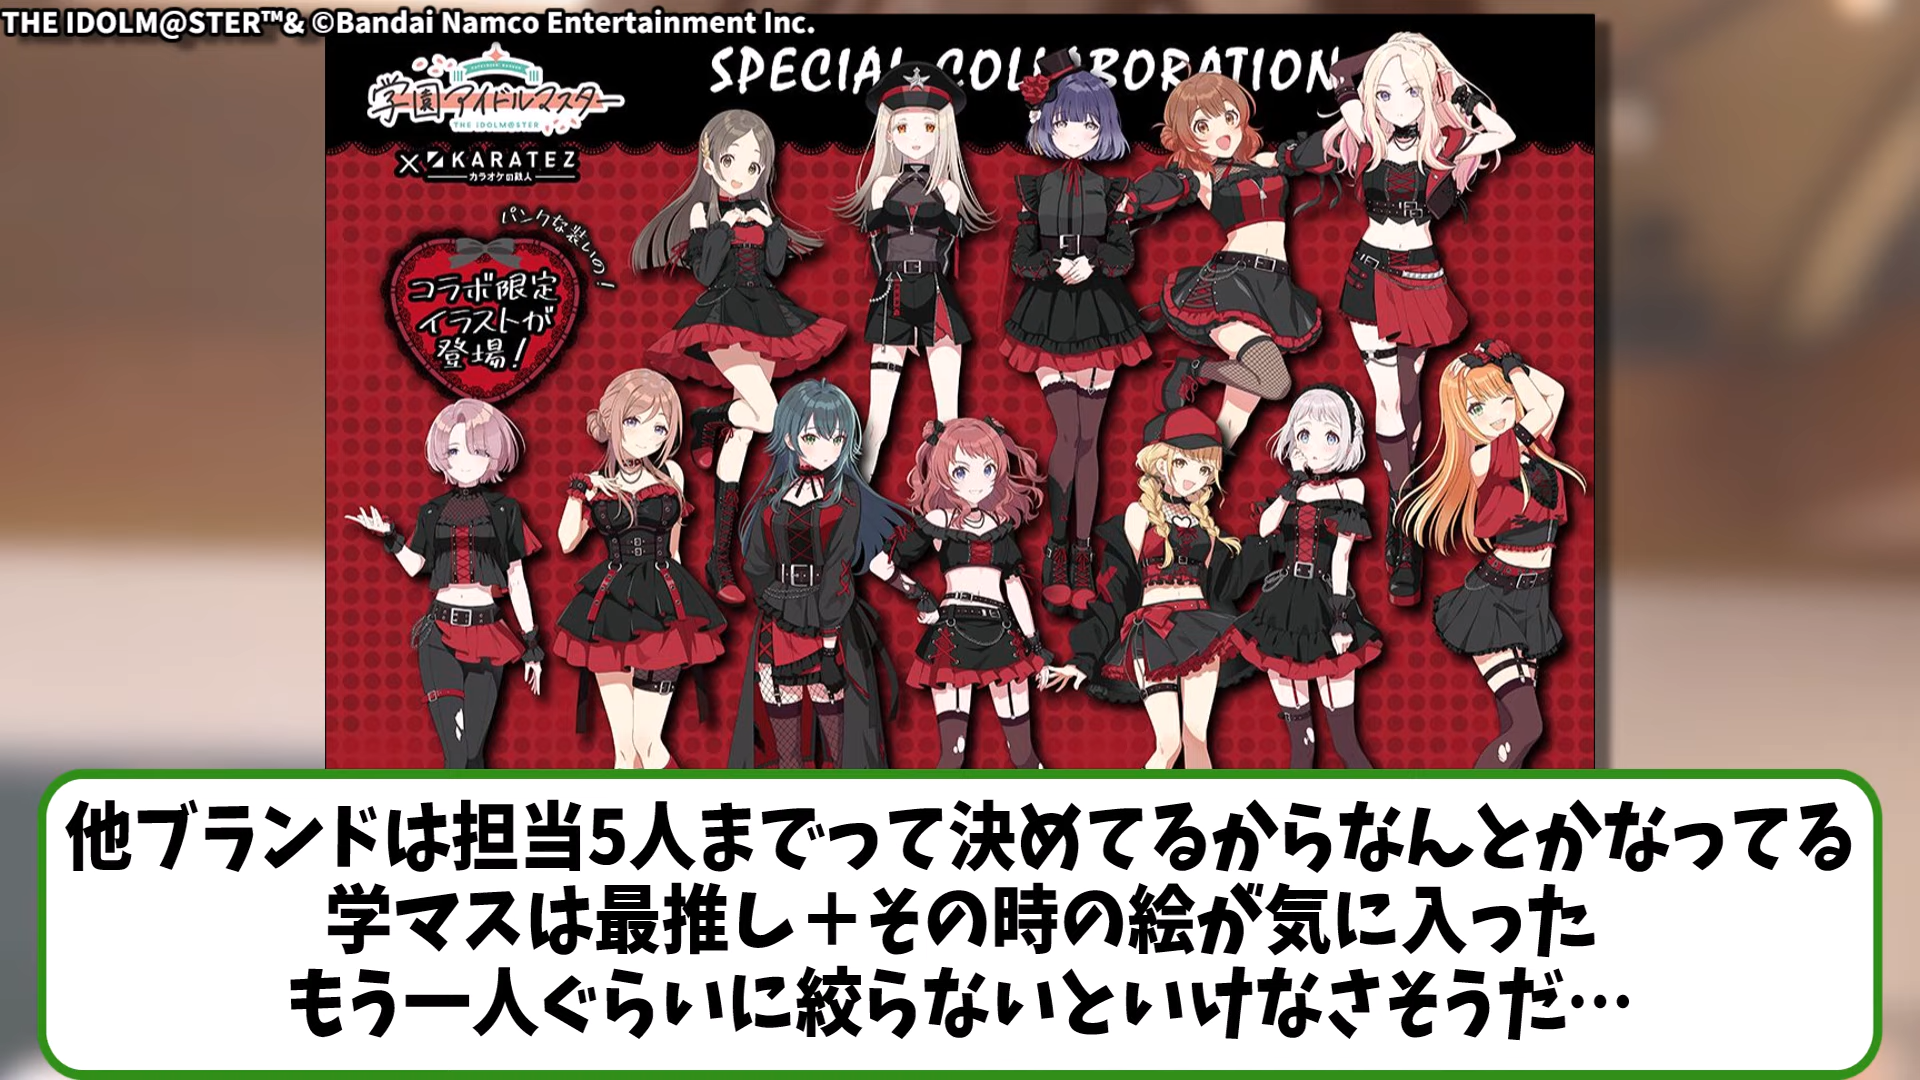 THE IDOLM@STER™& ©Bandai Namco Entertainment Inc.
SPECIAL COLLABORATION
学園アイドルマスター
THE IDOLM@STER
×KARATEZ
カラオケの鉄人
パンクな装いの!
コラボ限定
イラストが
登場!
他ブランドは担当5人までって決めてるからなんとかなってる
学マスは最推し＋その時の絵が気に入った
もう一人ぐらいに絞らないといけなさそうだ…